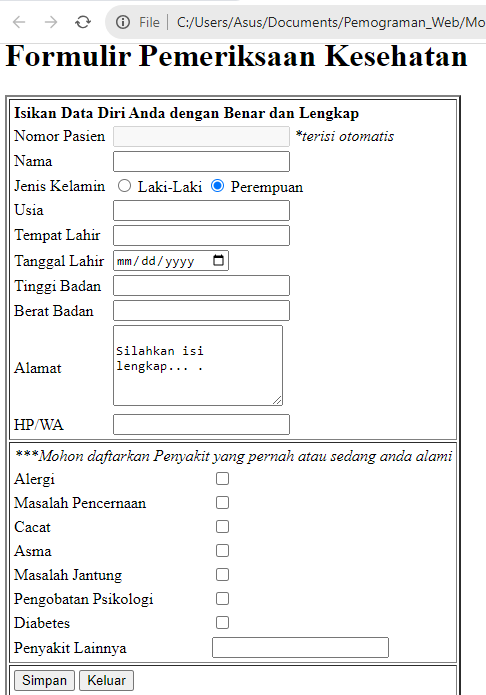 File C:/Users/Asus/Documents/Pemograman_Web/Mo
Formulir Pemeriksaan Kesehatan
Isikan Data Diri Anda dengan Benar dan Lengkap
Nomor Pasien *terisi otomatis
Nama
Jenis Kelamin Laki-Laki Perempuan
Usia
Tempat Lahir
Tanggal Lahir mm/dd/yyyy
Tinggi Badan
Berat Badan
Alamat
Silahkan isi
lengkap... .
HP/WA
***Mohon daftarkan Penyakit yang pernah atau sedang anda alami
Alergi
Masalah Pencernaan
Cacat
Asma
Masalah Jantung
Pengobatan Psikologi
Diabetes
Penyakit Lainnya
Simpan Keluar